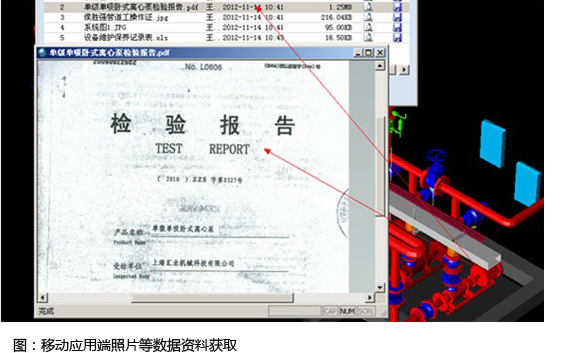 2 单级单吸卧式离心泵检验报告.pdf 王.. 2012-11-14 10:41 1.25MB
3 侯胜强管道工操作证.jpg 王.. 2012-11-14 10:41 216.04KB
4 系统图1.JPG 王.. 2012-11-14 10:41 95.00KB
5 设备维护保养记录表.xls 王.. 2012-11-14 10:43 16.50KB
单级单吸卧式离心泵检验报告.pdf
No. L0606
检 验 报 告
TEST REPORT
( 2010 ) ZZS 字第0327号
产品名称 单级单吸卧式离心泵
Product Name
受检单位 上海汇业机械科技有限公司
Inspected Body
完成 CAP NUM SCRL
图：移动应用端照片等数据资料获取